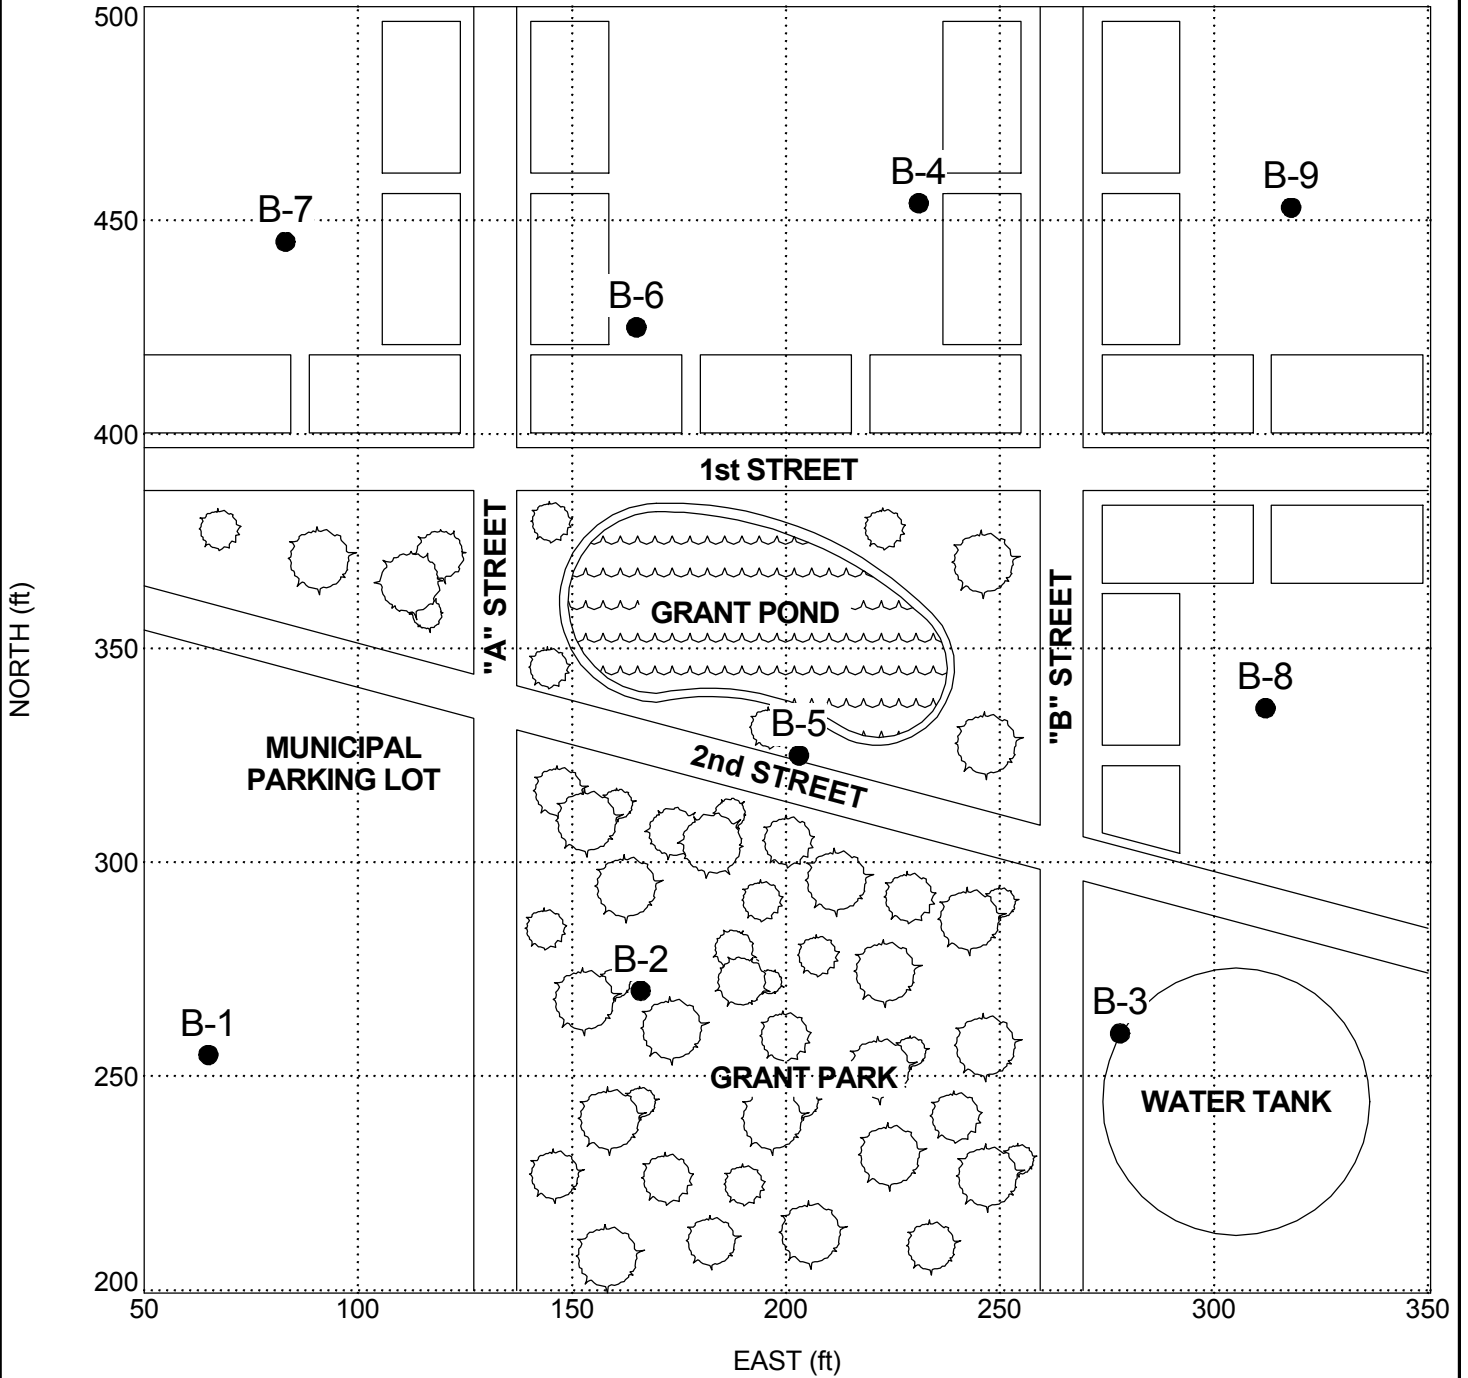 500
B-4
B-9
B-7
450
B-6
400
1st STREET
"A" STREET
GRANT POND
"B" STREET
350
NORTH (ft)
B-8
B-5
MUNICIPAL
PARKING LOT
2nd STREET
300
B-2
B-3
B-1
250
GRANT PARK
WATER TANK
200
50 100 150 200 250 300 350
EAST (ft)